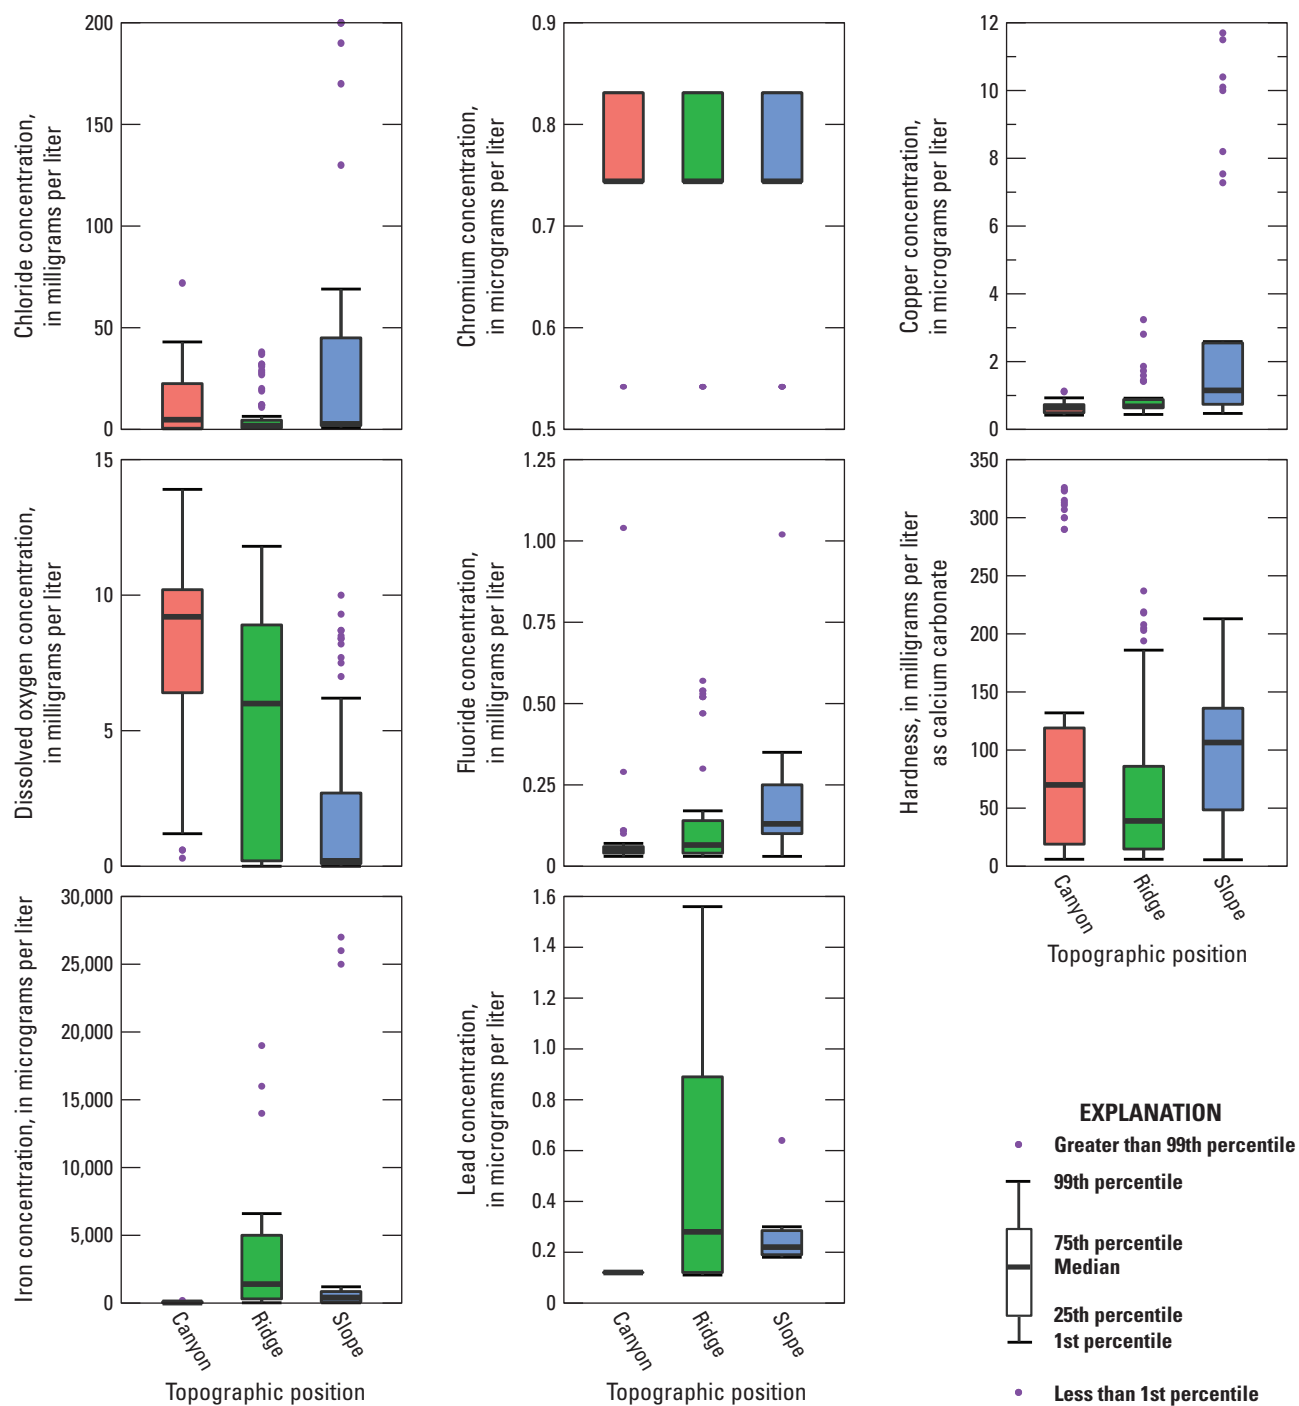 Chloride concentration,
in milligrams per liter
200
150
100
50
0
Chromium concentration,
in micrograms per liter
0.9
0.8
0.7
0.6
0.5
Copper concentration,
in micrograms per liter
12
10
8
6
4
2
0
Dissolved oxygen concentration,
in milligrams per liter
15
10
5
0
Fluoride concentration,
in milligrams per liter
1.25
1.00
0.75
0.50
0.25
0
Hardness, in milligrams per liter
as calcium carbonate
350
300
250
200
150
100
50
0
Canyon
Ridge
Slope
Topographic position
Iron concentration, in micrograms per liter
30,000
25,000
20,000
15,000
10,000
5,000
0
Canyon
Ridge
Slope
Topographic position
Lead concentration,
in micrograms per liter
1.6
1.4
1.2
1.0
0.8
0.6
0.4
0.2
0
Canyon
Ridge
Slope
Topographic position
EXPLANATION
Greater than 99th percentile
99th percentile
75th percentile
Median
25th percentile
1st percentile
Less than 1st percentile